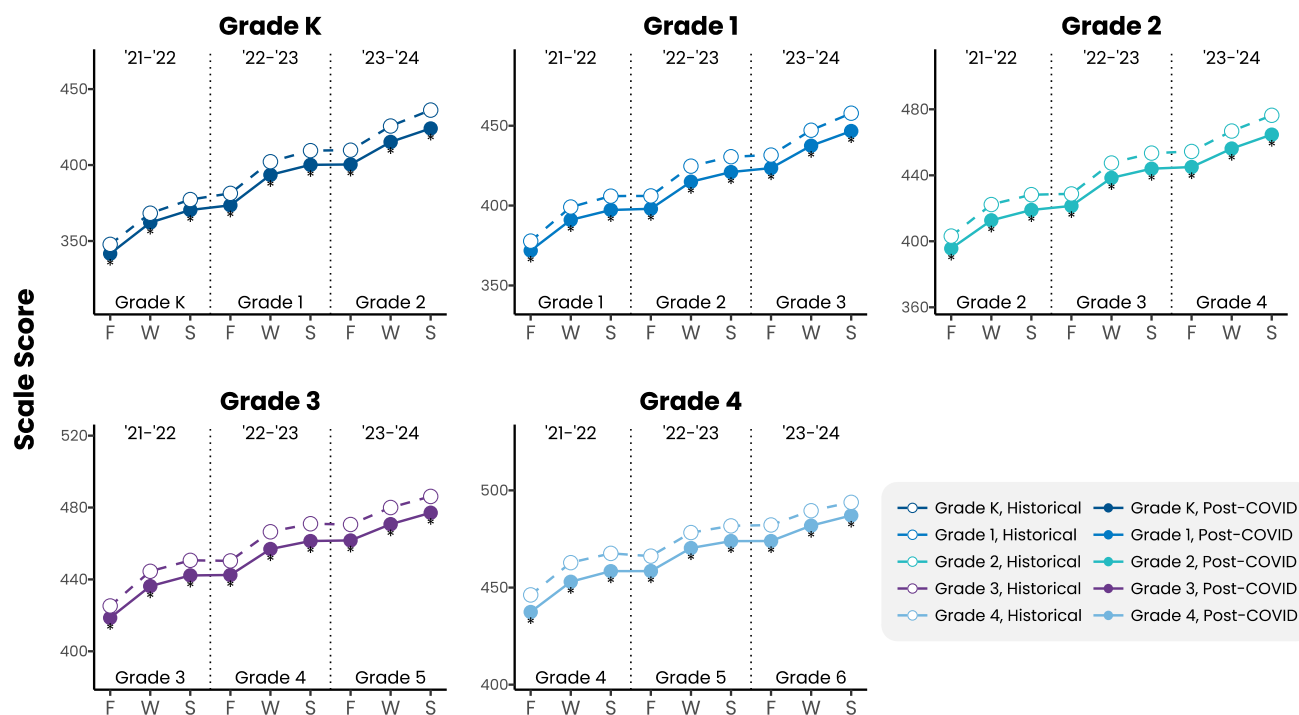 Grade K
Grade 1
Grade 2
'21-'22 '22-'23 '23-'24
'21-'22 '22-'23 '23-'24
'21-'22 '22-'23 '23-'24
450
400
350
450
400
350
480
440
400
360
Grade K Grade 1 Grade 2
Grade 1 Grade 2 Grade 3
Grade 2 Grade 3 Grade 4
F W S F W S F W S
F W S F W S F W S
F W S F W S F W S
Scale Score
Grade 3
Grade 4
'21-'22 '22-'23 '23-'24
'21-'22 '22-'23 '23-'24
520
480
440
400
500
450
400
Grade 3 Grade 4 Grade 5
Grade 4 Grade 5 Grade 6
F W S F W S F W S
F W S F W S F W S
Grade K, Historical Grade K, Post-COVID
Grade 1, Historical Grade 1, Post-COVID
Grade 2, Historical Grade 2, Post-COVID
Grade 3, Historical Grade 3, Post-COVID
Grade 4, Historical Grade 4, Post-COVID